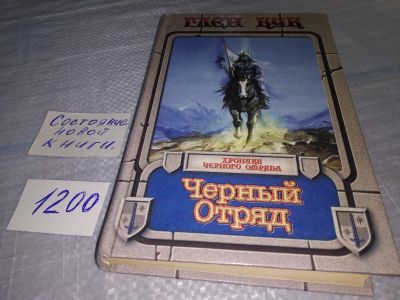 ГЛЕН КУК
Состояние
новой
книги.
ХРОНИКИ
ЧЕРНОГО ОТРЯДА
Черный
Отряд
1200